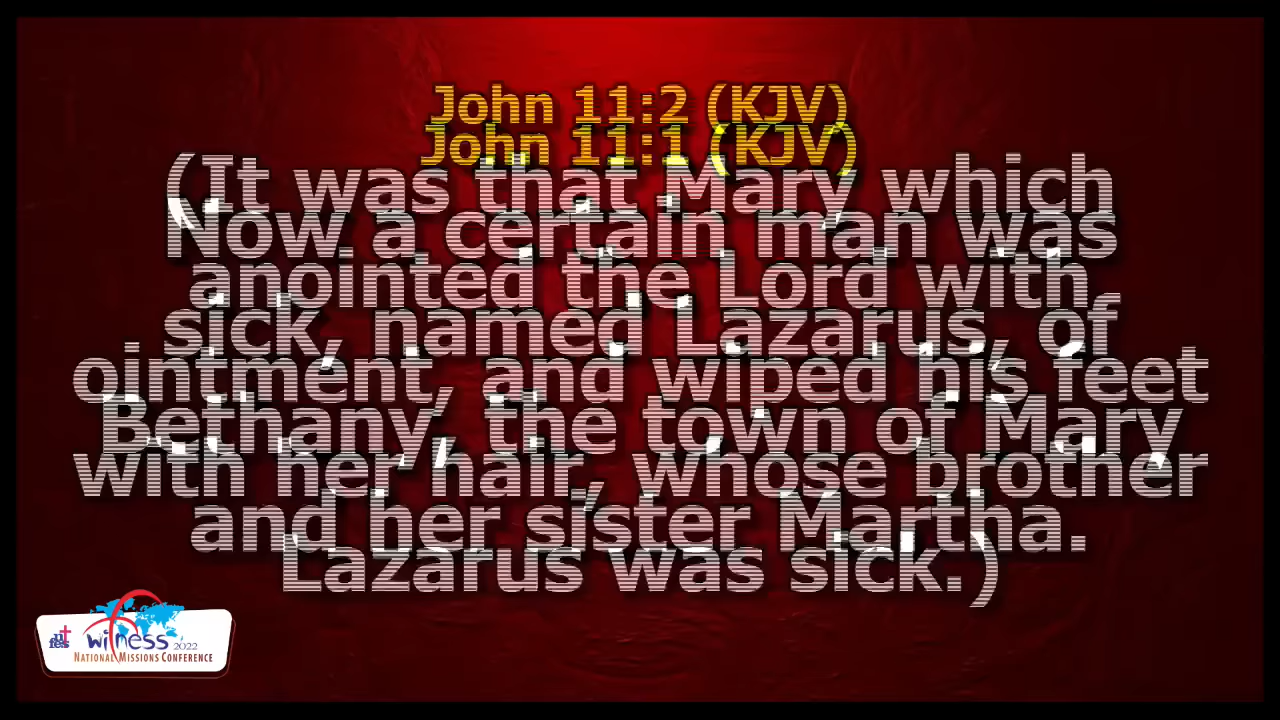 John 11:2 (KJV)
John 11:1 (KJV)
(It was that Mary which
Now a certain man was
anointed the Lord with
sick, named Lazarus, of
ointment, and wiped his feet
Bethany, the town of Mary
with her hair, whose brother
and her sister Martha.
Lazarus was sick.)
nifes witness 2022
National Missions Conference